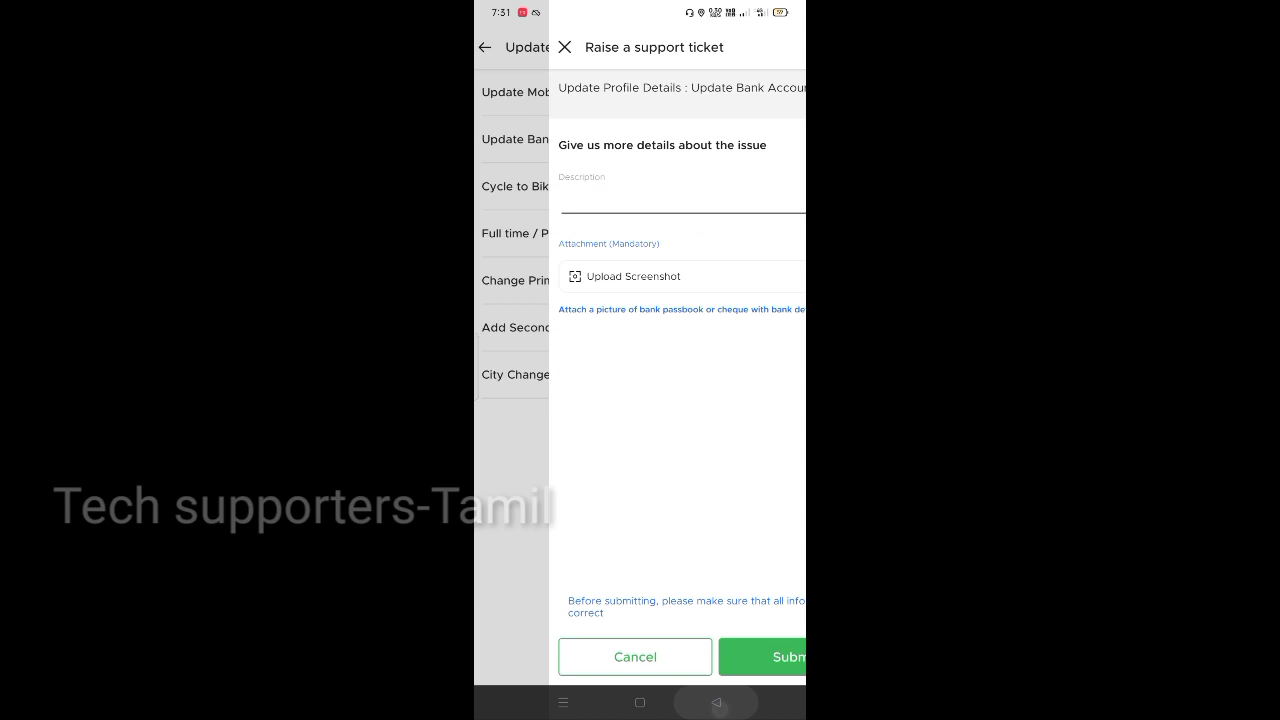 7:31
59
Update
Raise a support ticket
Update Mob
Update Ban
Cycle to Bik
Full time / P
Change Prin
Add Second
City Change
Update Profile Details : Update Bank Accour
Give us more details about the issue
Description
Attachment (Mandatory)
Upload Screenshot
Attach a picture of bank passbook or cheque with bank de
Tech supporters-Tamil
Before submitting, please make sure that all info
correct
Cancel
Subm